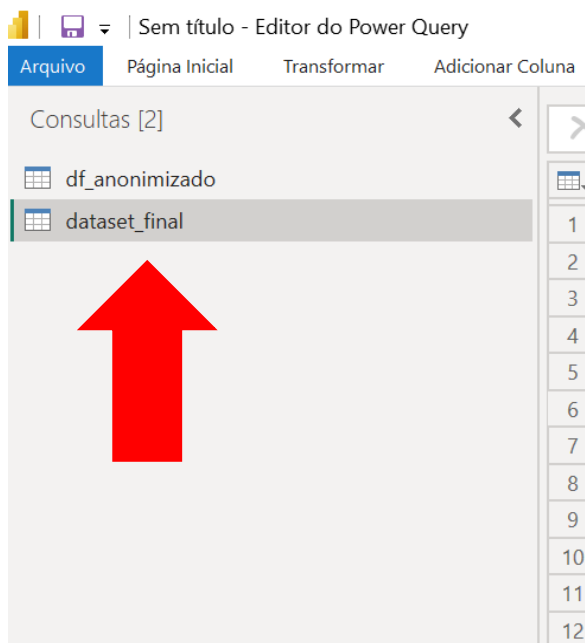 Sem título - Editor do Power Query
Arquivo Página Inicial Transformar Adicionar Coluna
Consultas [2]
df_anonimizado
dataset_final
1
2
3
4
5
6
7
8
9
10
11
12